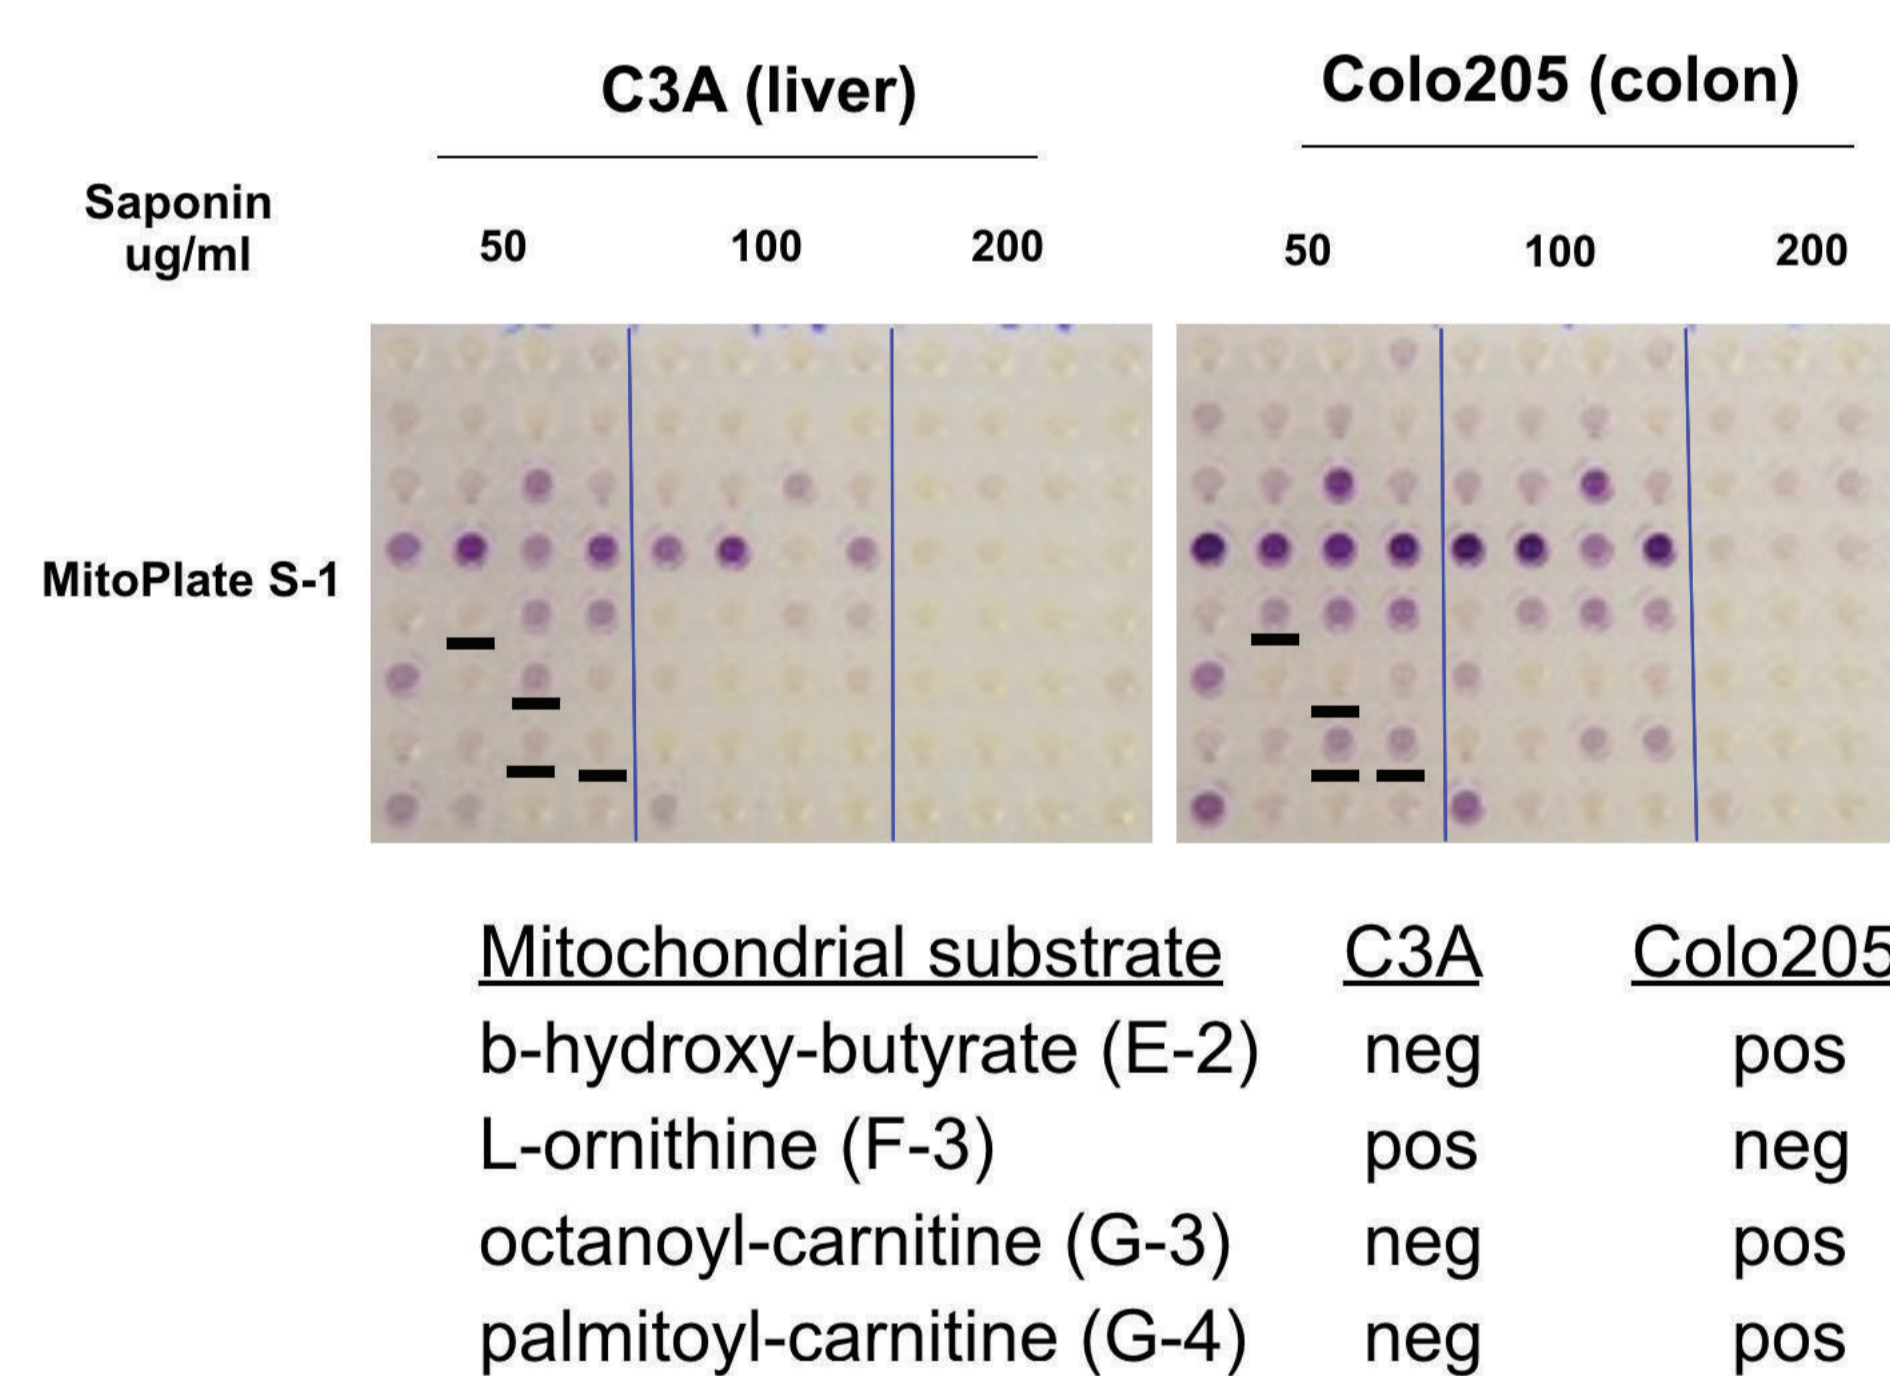 C3A (liver)
Colo205 (colon)
Saponin
ug/ml
50 100 200
50 100 200
MitoPlate S-1
Mitochondrial substrate C3A Colo205
b-hydroxy-butyrate (E-2) neg pos
L-ornithine (F-3) pos neg
octanoyl-carnitine (G-3) neg pos
palmitoyl-carnitine (G-4) neg pos